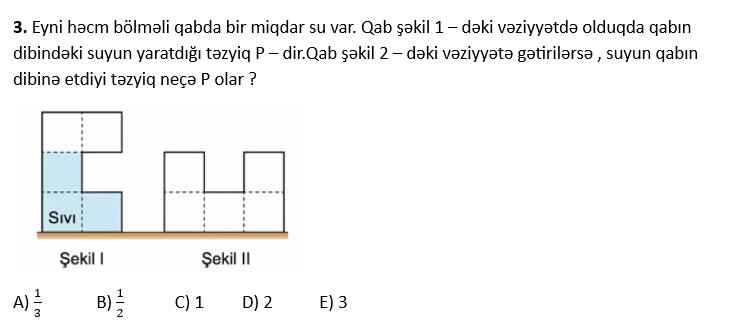 3. Eyni həcm bölməli qabda bir miqdar su var. Qab şəkil 1 – dəki vəziyyətdə olduqda qabın
dibindəki suyun yaratdığı təzyiq P – dir.Qab şəkil 2 – dəki vəziyyətə gətirilərsə , suyun qabın
dibinə etdiyi təzyiq neçə P olar ?
Sıvı
Şekil I Şekil II
A) 1/3 B) 1/2 C) 1 D) 2 E) 3